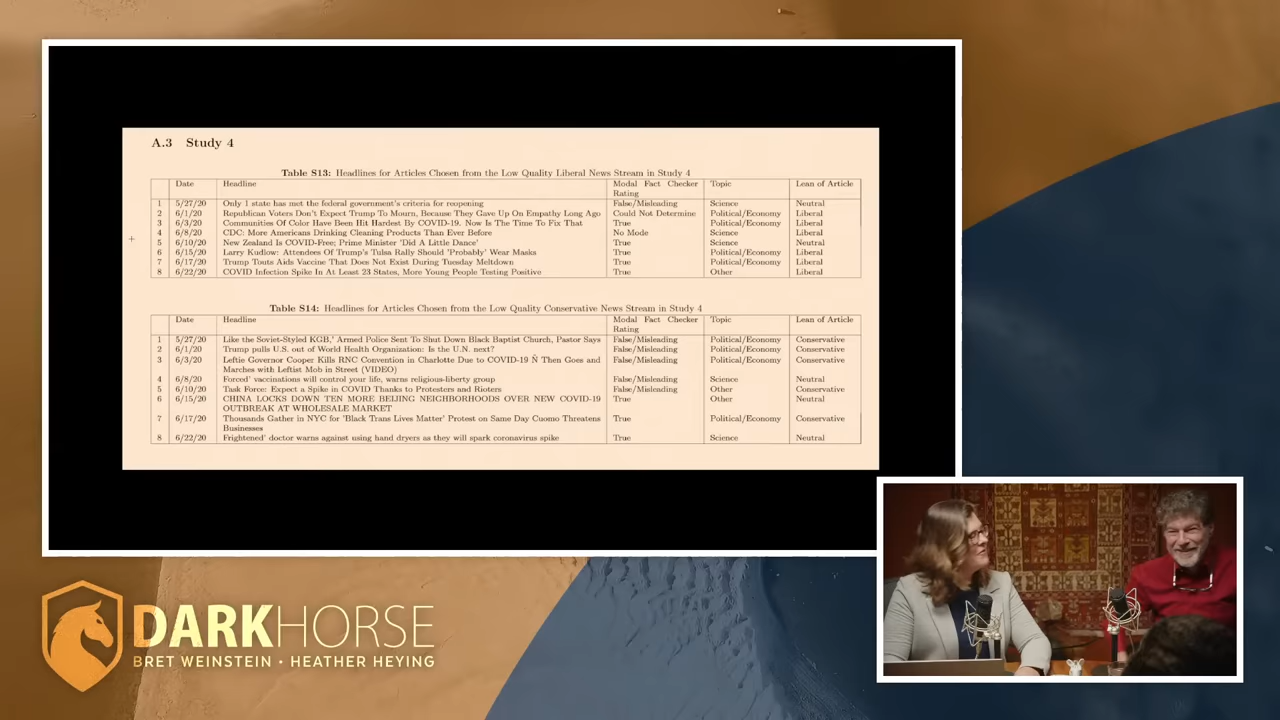 A.3 Study 4
Table S13: Headlines for Articles Chosen from the Low Quality Liberal News Stream in Study 4
Date Headline Modal Fact Checker Rating Topic Lean of Article
1 5/27/20 Only 1 state has met the federal government's criteria for reopening False/Misleading Science Neutral
2 6/1/20 Republican Voters Don't Expect Trump To Mourn, Because They Gave Up On Empathy Long Ago Could Not Determine Political/Economy Liberal
3 6/3/20 Communities Of Color Have Been Hit Hardest By COVID-19. Now Is The Time To Fix That True Political/Economy Liberal
4 6/8/20 CDC: More Americans Drinking Cleaning Products Than Ever Before No Mode Science Liberal
5 6/10/20 New Zealand Is COVID-Free; Prime Minister 'Did A Little Dance' True Science Neutral
6 6/15/20 Larry Kudlow: Attendees Of Trump's Tulsa Rally Should 'Probably' Wear Masks True Political/Economy Liberal
7 6/17/20 Trump Touts Aids Vaccine That Does Not Exist During Tuesday Meltdown True Political/Economy Liberal
8 6/22/20 COVID Infection Spike In At Least 23 States, More Young People Testing Positive True Other Liberal
Table S14: Headlines for Articles Chosen from the Low Quality Conservative News Stream in Study 4
Date Headline Modal Fact Checker Rating Topic Lean of Article
1 5/27/20 Like the Soviet-Styled KGB,' Armed Police Sent To Shut Down Black Baptist Church, Pastor Says False/Misleading Political/Economy Conservative
2 6/1/20 Trump pulls U.S. out of World Health Organization: Is the U.N. next? False/Misleading Political/Economy Conservative
3 6/3/20 Leftie Governor Cooper Kills RNC Convention in Charlotte Due to COVID-19 Ñ Then Goes and False/Misleading Political/Economy Conservative
Marches with Leftist Mob in Street (VIDEO)
4 6/8/20 Forced' vaccinations will control your life, warns religious-liberty group False/Misleading Science Neutral
5 6/10/20 Task Force: Expect a Spike in COVID Thanks to Protesters and Rioters False/Misleading Other Conservative
6 6/15/20 CHINA LOCKS DOWN TEN MORE BEIJING NEIGHBORHOODS OVER NEW COVID-19 True Other Neutral
OUTBREAK AT WHOLESALE MARKET
7 6/17/20 Thousands Gather in NYC for 'Black Trans Lives Matter' Protest on Same Day Cuomo Threatens True Political/Economy Conservative
Businesses
8 6/22/20 Frightened' doctor warns against using hand dryers as they will spark coronavirus spike True Science Neutral
DARKHORSE
BRET WEINSTEIN • HEATHER HEYING